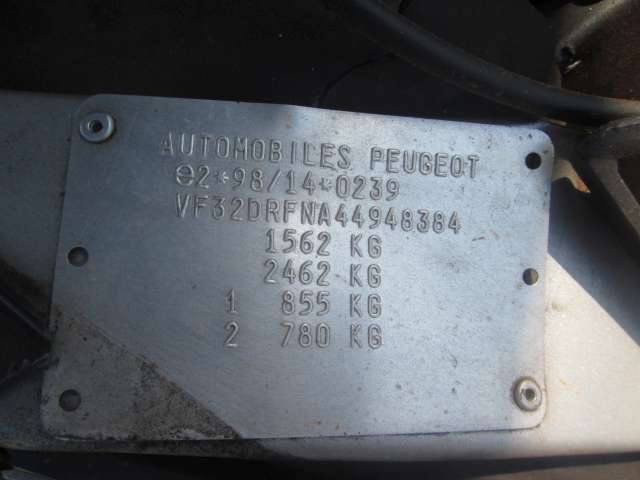 AUTOMOBILES PEUGEOT
e2*98/14*0239
VF32DRFNA44948384
1562 KG
2462 KG
1 855 KG
2 780 KG